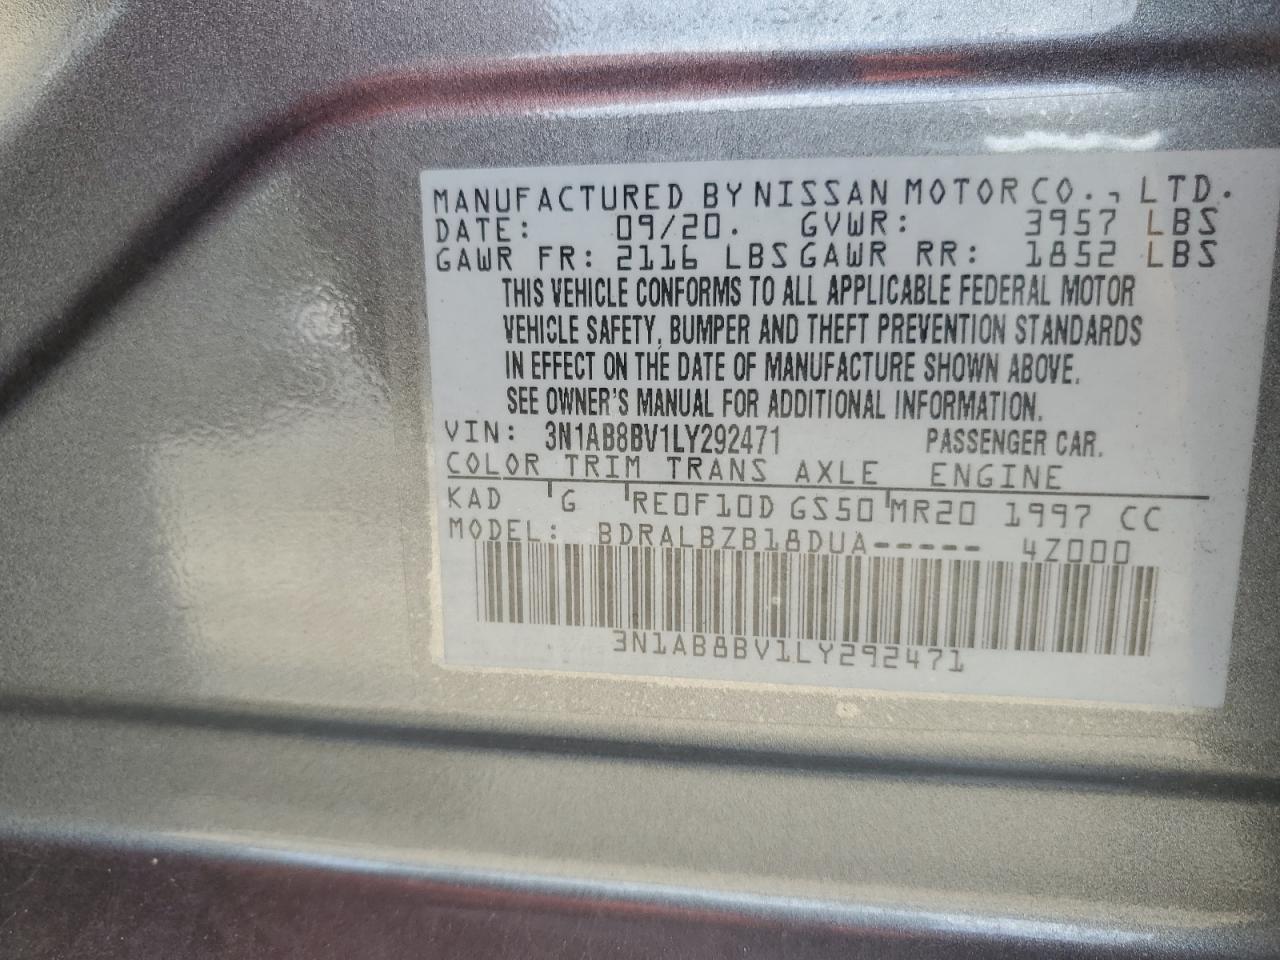 MANUFACTURED BY NISSAN MOTOR CO., LTD.
DATE: 09/20. GVWR: 3957 LBS
GAWR FR: 2116 LBS GAWR RR: 1852 LBS
THIS VEHICLE CONFORMS TO ALL APPLICABLE FEDERAL MOTOR
VEHICLE SAFETY, BUMPER AND THEFT PREVENTION STANDARDS
IN EFFECT ON THE DATE OF MANUFACTURE SHOWN ABOVE.
SEE OWNER'S MANUAL FOR ADDITIONAL INFORMATION.
VIN: 3N1AB8BV1LY292471 PASSENGER CAR.
COLOR TRIM TRANS AXLE ENGINE
KAD G RE0F10D GS50 MR20 1997 CC
MODEL: BDRALBZB18DUA----- 4Z000
3N1AB8BV1LY292471